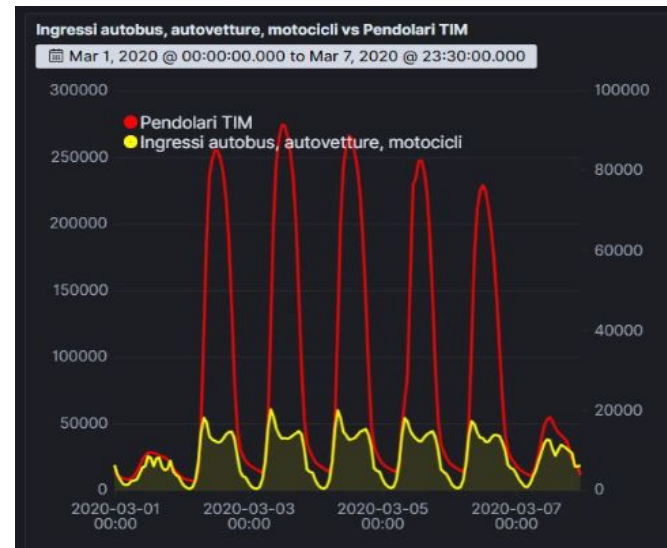 Ingressi autobus, autovetture, motocicli vs Pendolari TIM
Mar 1, 2020 @ 00:00:00.000 to Mar 7, 2020 @ 23:30:00.000
300000
100000
Pendolari TIM
Ingressi autobus, autovetture, motocicli
250000
80000
200000
60000
150000
40000
100000
50000
20000
0
0
2020-03-01 2020-03-03 2020-03-05 2020-03-07
00:00 00:00 00:00 00:00